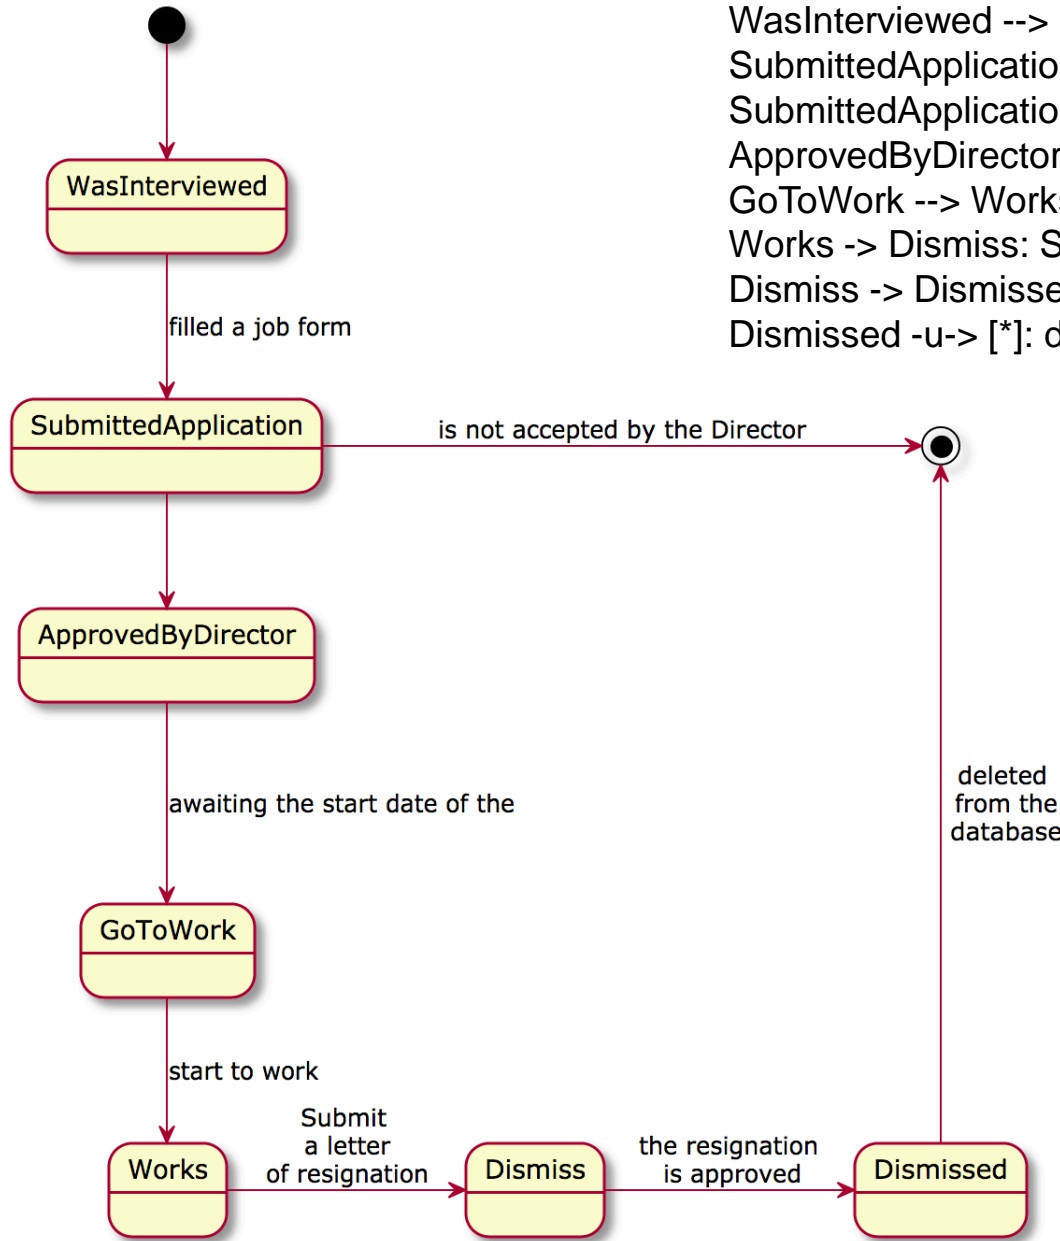 WasInterviewed -->
SubmittedApplicatio
SubmittedApplicatio
ApprovedByDirector
GoToWork --> Works
Works -> Dismiss: S
Dismiss -> Dismisse
Dismissed -u-> [*]: d
WasInterviewed
filled a job form
SubmittedApplication
is not accepted by the Director
ApprovedByDirector
awaiting the start date of the
deleted
from the
database
GoToWork
start to work
Works
Submit
a letter
of resignation
Dismiss
the resignation
is approved
Dismissed